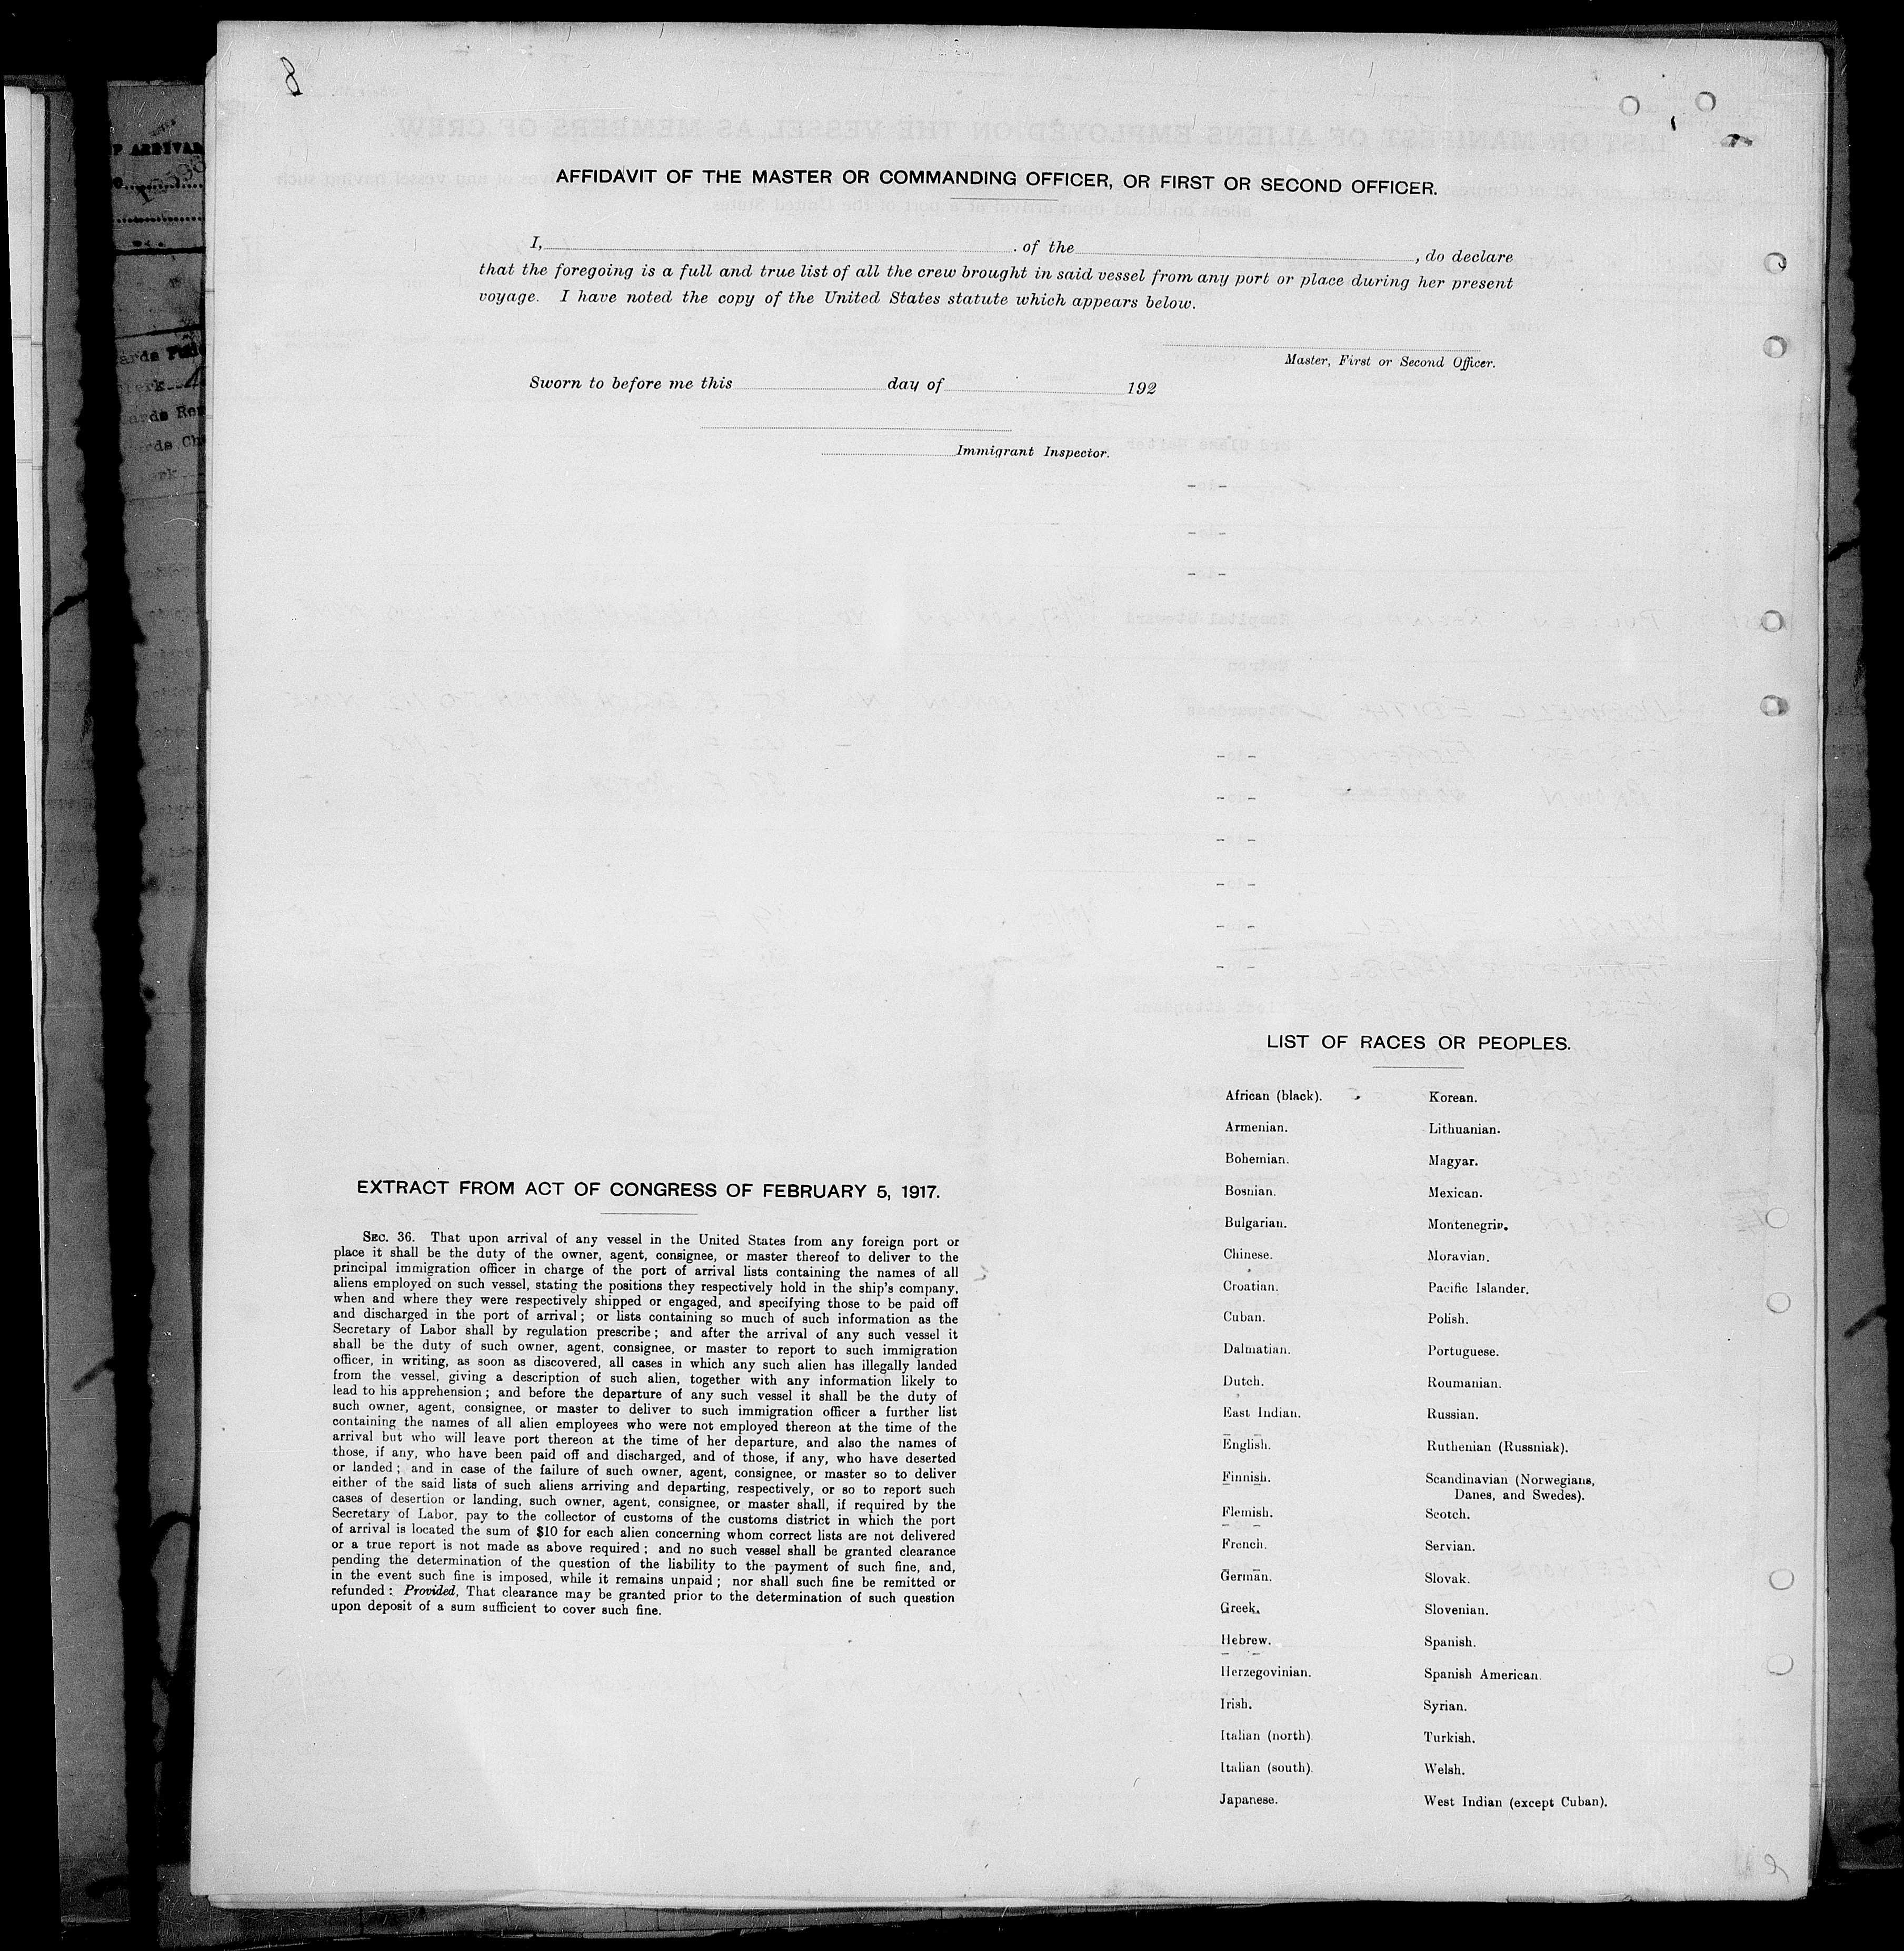 8
AFFIDAVIT OF THE MASTER OR COMMANDING OFFICER, OR FIRST OR SECOND OFFICER.
I, of the , do declare
that the foregoing is a full and true list of all the crew brought in said vessel from any port or place during her present
voyage. I have noted the copy of the United States statute which appears below.
Master, First or Second Officer.
Sworn to before me this day of 192
Immigrant Inspector.
EXTRACT FROM ACT OF CONGRESS OF FEBRUARY 5, 1917.
SEC. 36. That upon arrival of any vessel in the United States from any foreign port or
place it shall be the duty of the owner, agent, consignee, or master thereof to deliver to the
principal immigration officer in charge of the port of arrival lists containing the names of all
aliens employed on such vessel, stating the positions they respectively hold in the ship's company,
when and where they were respectively shipped or engaged, and specifying those to be paid off
and discharged in the port of arrival; or lists containing so much of such information as the
Secretary of Labor shall by regulation prescribe; and after the arrival of any such vessel it
shall be the duty of such owner, agent, consignee, or master to report to such immigration
officer, in writing, as soon as discovered, all cases in which any such alien has illegally landed
from the vessel, giving a description of such alien, together with any information likely to
lead to his apprehension; and before the departure of any such vessel it shall be the duty of
such owner, agent, consignee, or master to deliver to such immigration officer a further list
containing the names of all alien employees who were not employed thereon at the time of the
arrival but who will leave port thereon at the time of her departure, and also the names of
those, if any, who have been paid off and discharged, and of those, if any, who have deserted
or landed; and in case of the failure of such owner, agent, consignee, or master so to deliver
either of the said lists of such aliens arriving and departing, respectively, or so to report such
cases of desertion or landing, such owner, agent, consignee, or master shall, if required by the
Secretary of Labor, pay to the collector of customs of the customs district in which the port
of arrival is located the sum of $10 for each alien concerning whom correct lists are not delivered
or a true report is not made as above required; and no such vessel shall be granted clearance
pending the determination of the question of the liability to the payment of such fine, and,
in the event such fine is imposed, while it remains unpaid; nor shall such fine be remitted or
refunded: Provided, That clearance may be granted prior to the determination of such question
upon deposit of a sum sufficient to cover such fine.
LIST OF RACES OR PEOPLES.
African (black).
Armenian.
Bohemian.
Bosnian.
Bulgarian.
Chinese.
Croatian.
Cuban.
Dalmatian.
Dutch.
East Indian.
English.
Finnish.
Flemish.
French.
German.
Greek.
Hebrew.
Herzegovinian.
Irish.
Italian (north).
Italian (south).
Japanese.
Korean.
Lithuanian.
Magyar.
Mexican.
Montenegrin.
Moravian.
Pacific Islander.
Polish.
Portuguese.
Roumanian.
Russian.
Ruthenian (Russniak).
Scandinavian (Norwegians,
Danes, and Swedes).
Scotch.
Servian.
Slovak.
Slovenian.
Spanish.
Spanish American.
Syrian.
Turkish.
Welsh.
West Indian (except Cuban).